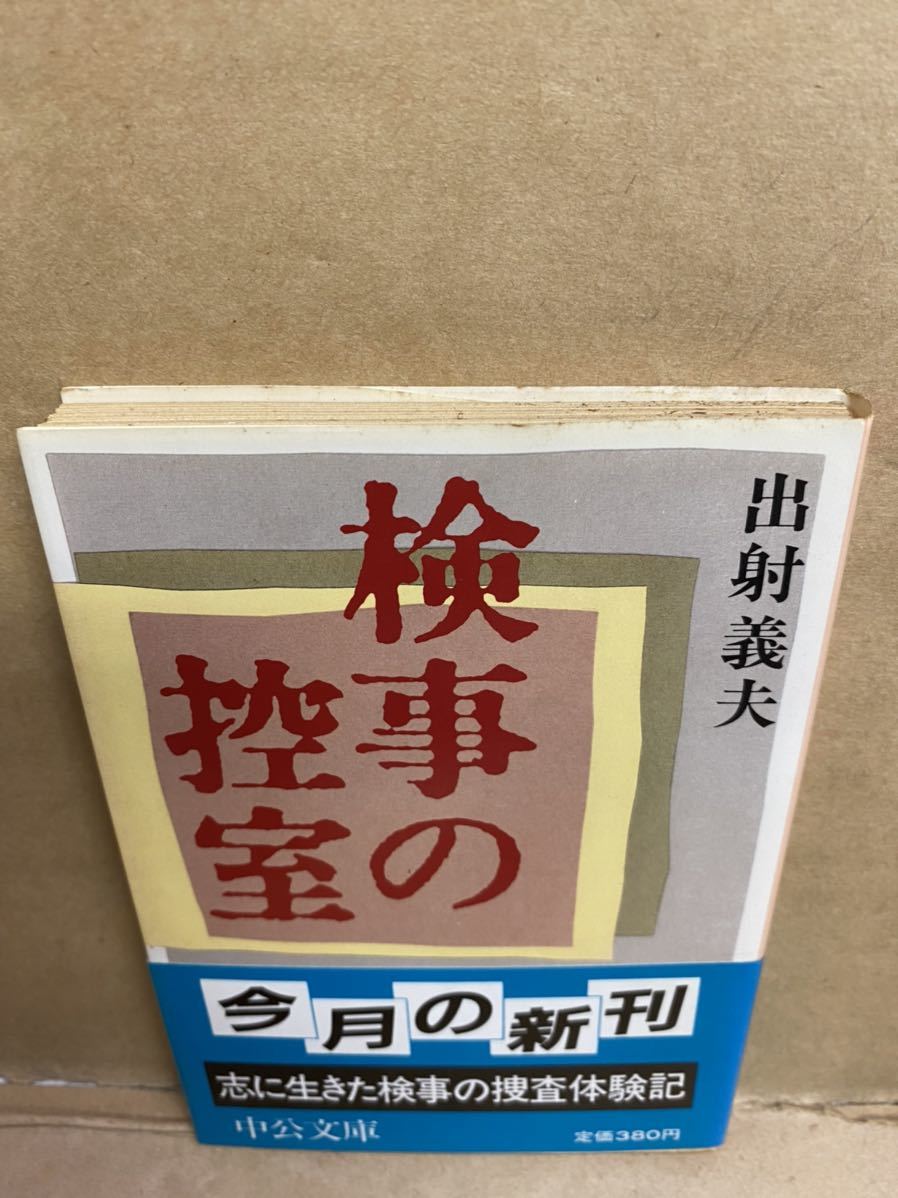 検事の
控室
出射義夫
今月の新刊
志に生きた検事の捜査体験記
中公文庫
定価380円